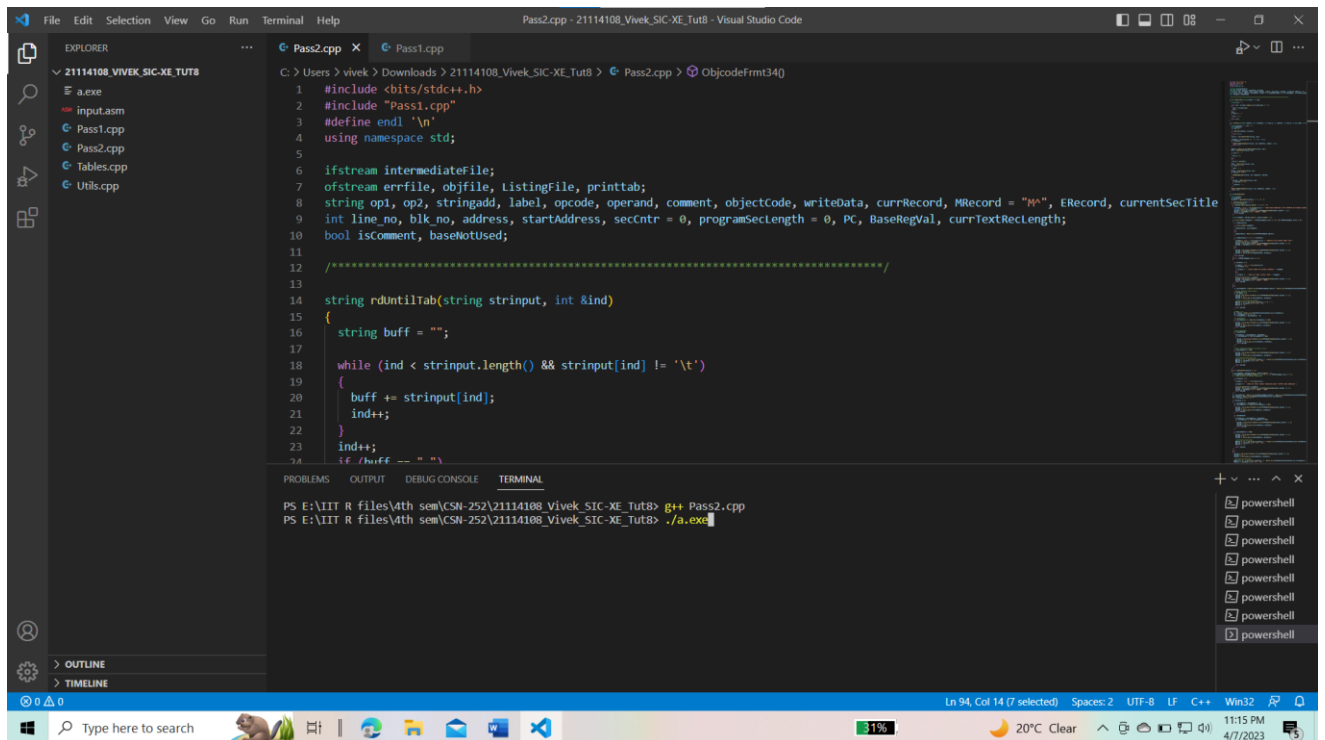 File Edit Selection View Go Run Terminal Help
Pass2.cpp - 21114108_Vivek_SIC-XE_Tut8 - Visual Studio Code
EXPLORER
21114108_VIVEK_SIC-XE_TUT8
a.exe
input.asm
Pass1.cpp
Pass2.cpp
Tables.cpp
Utils.cpp
OUTLINE
TIMELINE
Pass2.cpp Pass1.cpp
C: > Users > vivek > Downloads > 21114108_Vivek_SIC-XE_Tut8 > Pass2.cpp > ObjcodeFrmt34()
1 #include <bits/stdc++.h>
2 #include "Pass1.cpp"
3 #define endl '\n'
4 using namespace std;
5
6 ifstream intermediateFile;
7 ofstream errfile, objfile, ListingFile, printtab;
8 string op1, op2, stringadd, label, opcode, operand, comment, objectCode, writeData, currRecord, MRecord = "M^", ERecord, currentSecTitle
9 int line_no, blk_no, address, startAddress, secCntr = 0, programSecLength = 0, PC, BaseRegVal, currTextRecLength;
10 bool isComment, baseNotUsed;
11
12 /************************************************************************************/
13
14 string rdUntilTab(string strinput, int &ind)
15 {
16 string buff = "";
17
18 while (ind < strinput.length() && strinput[ind] != '\t')
19 {
20 buff += strinput[ind];
21 ind++;
22 }
23 ind++;
24 if (buff == " ")
PROBLEMS OUTPUT DEBUG CONSOLE TERMINAL
PS E:\IIT R files\4th sem\CSN-252\21114108_Vivek_SIC-XE_Tut8> g++ Pass2.cpp
PS E:\IIT R files\4th sem\CSN-252\21114108_Vivek_SIC-XE_Tut8> ./a.exe
powershell
powershell
powershell
powershell
powershell
powershell
powershell
powershell
0 0
Ln 94, Col 14 (7 selected) Spaces: 2 UTF-8 LF C++ Win32
Type here to search
31%
20°C Clear
11:15 PM
4/7/2023
5